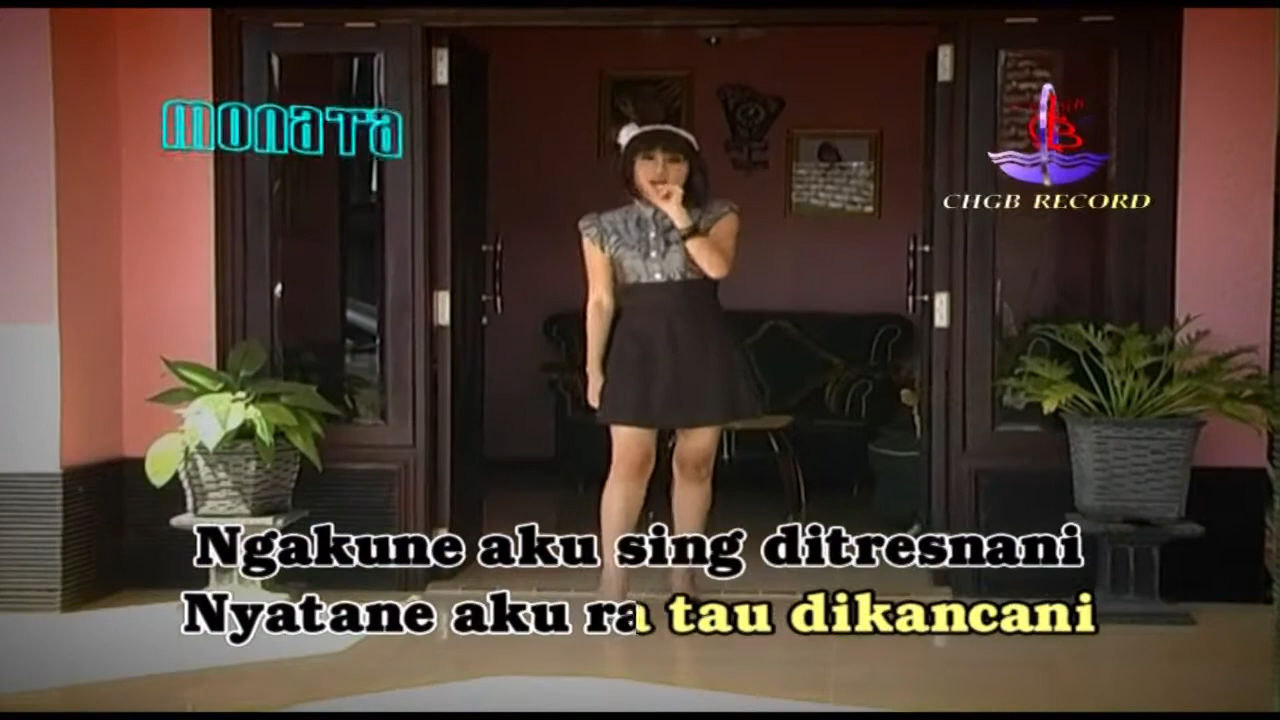 MONATA
CHGB RECORD
Ngakune aku sing ditresnani
Nyatane aku ra tau dikancani